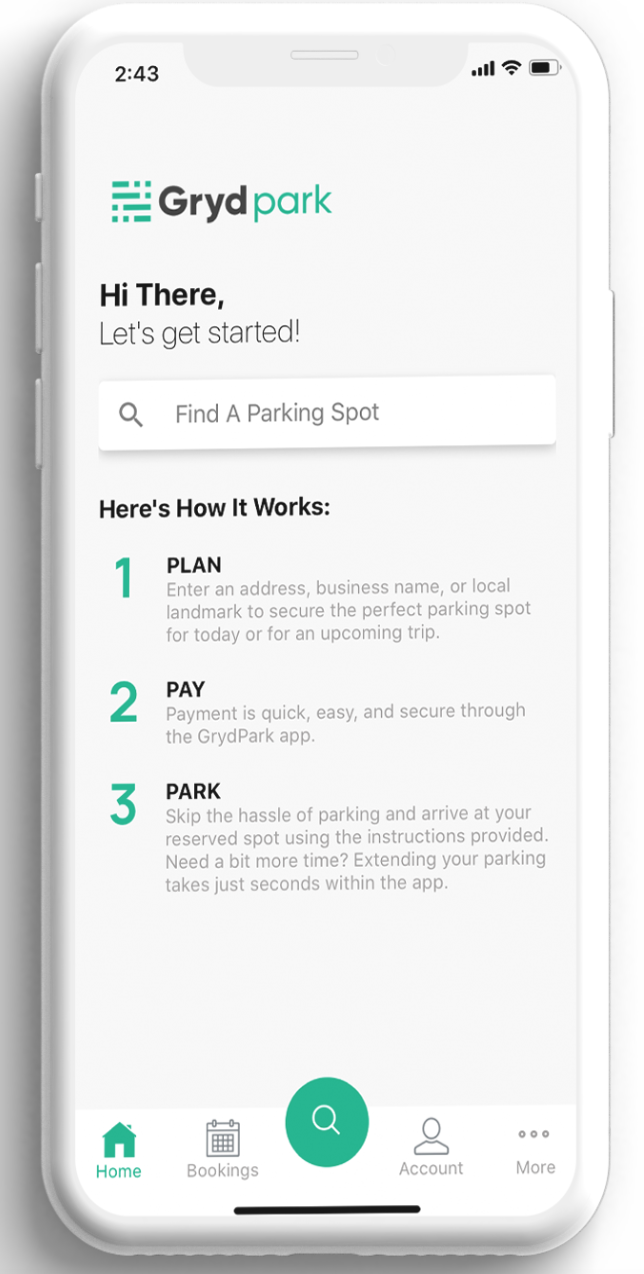 2:43
Gryd park
Hi There,
Let's get started!
Find A Parking Spot
Here's How It Works:
1 PLAN
Enter an address, business name, or local
landmark to secure the perfect parking spot
for today or for an upcoming trip.
2 PAY
Payment is quick, easy, and secure through
the GrydPark app.
3 PARK
Skip the hassle of parking and arrive at your
reserved spot using the instructions provided.
Need a bit more time? Extending your parking
takes just seconds within the app.
Home Bookings Account More